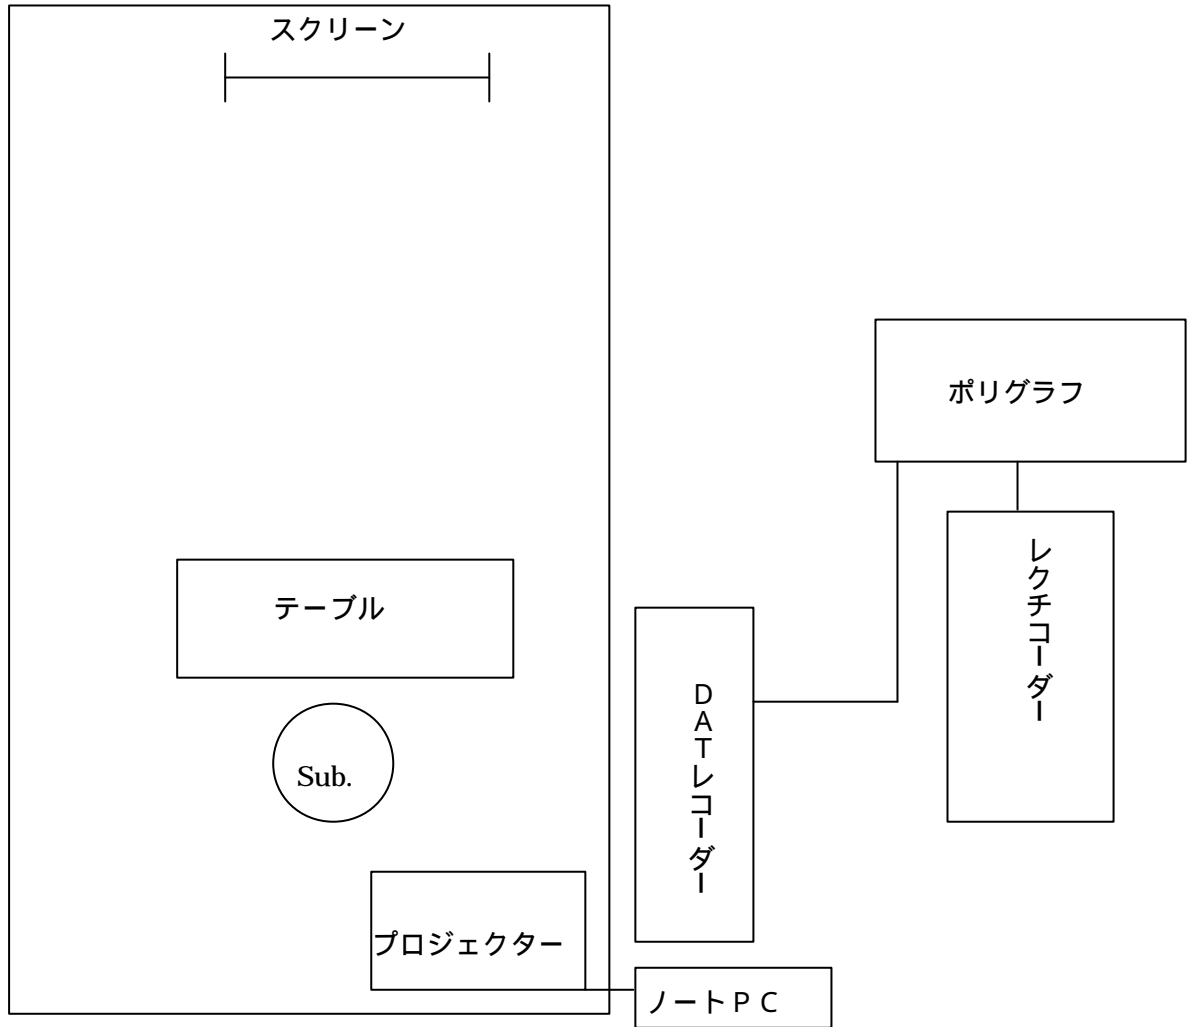 スクリーン
ポリグラフ
レクチコーダー
テーブル
DATレコーダー
Sub.
プロジェクター
ノートPC